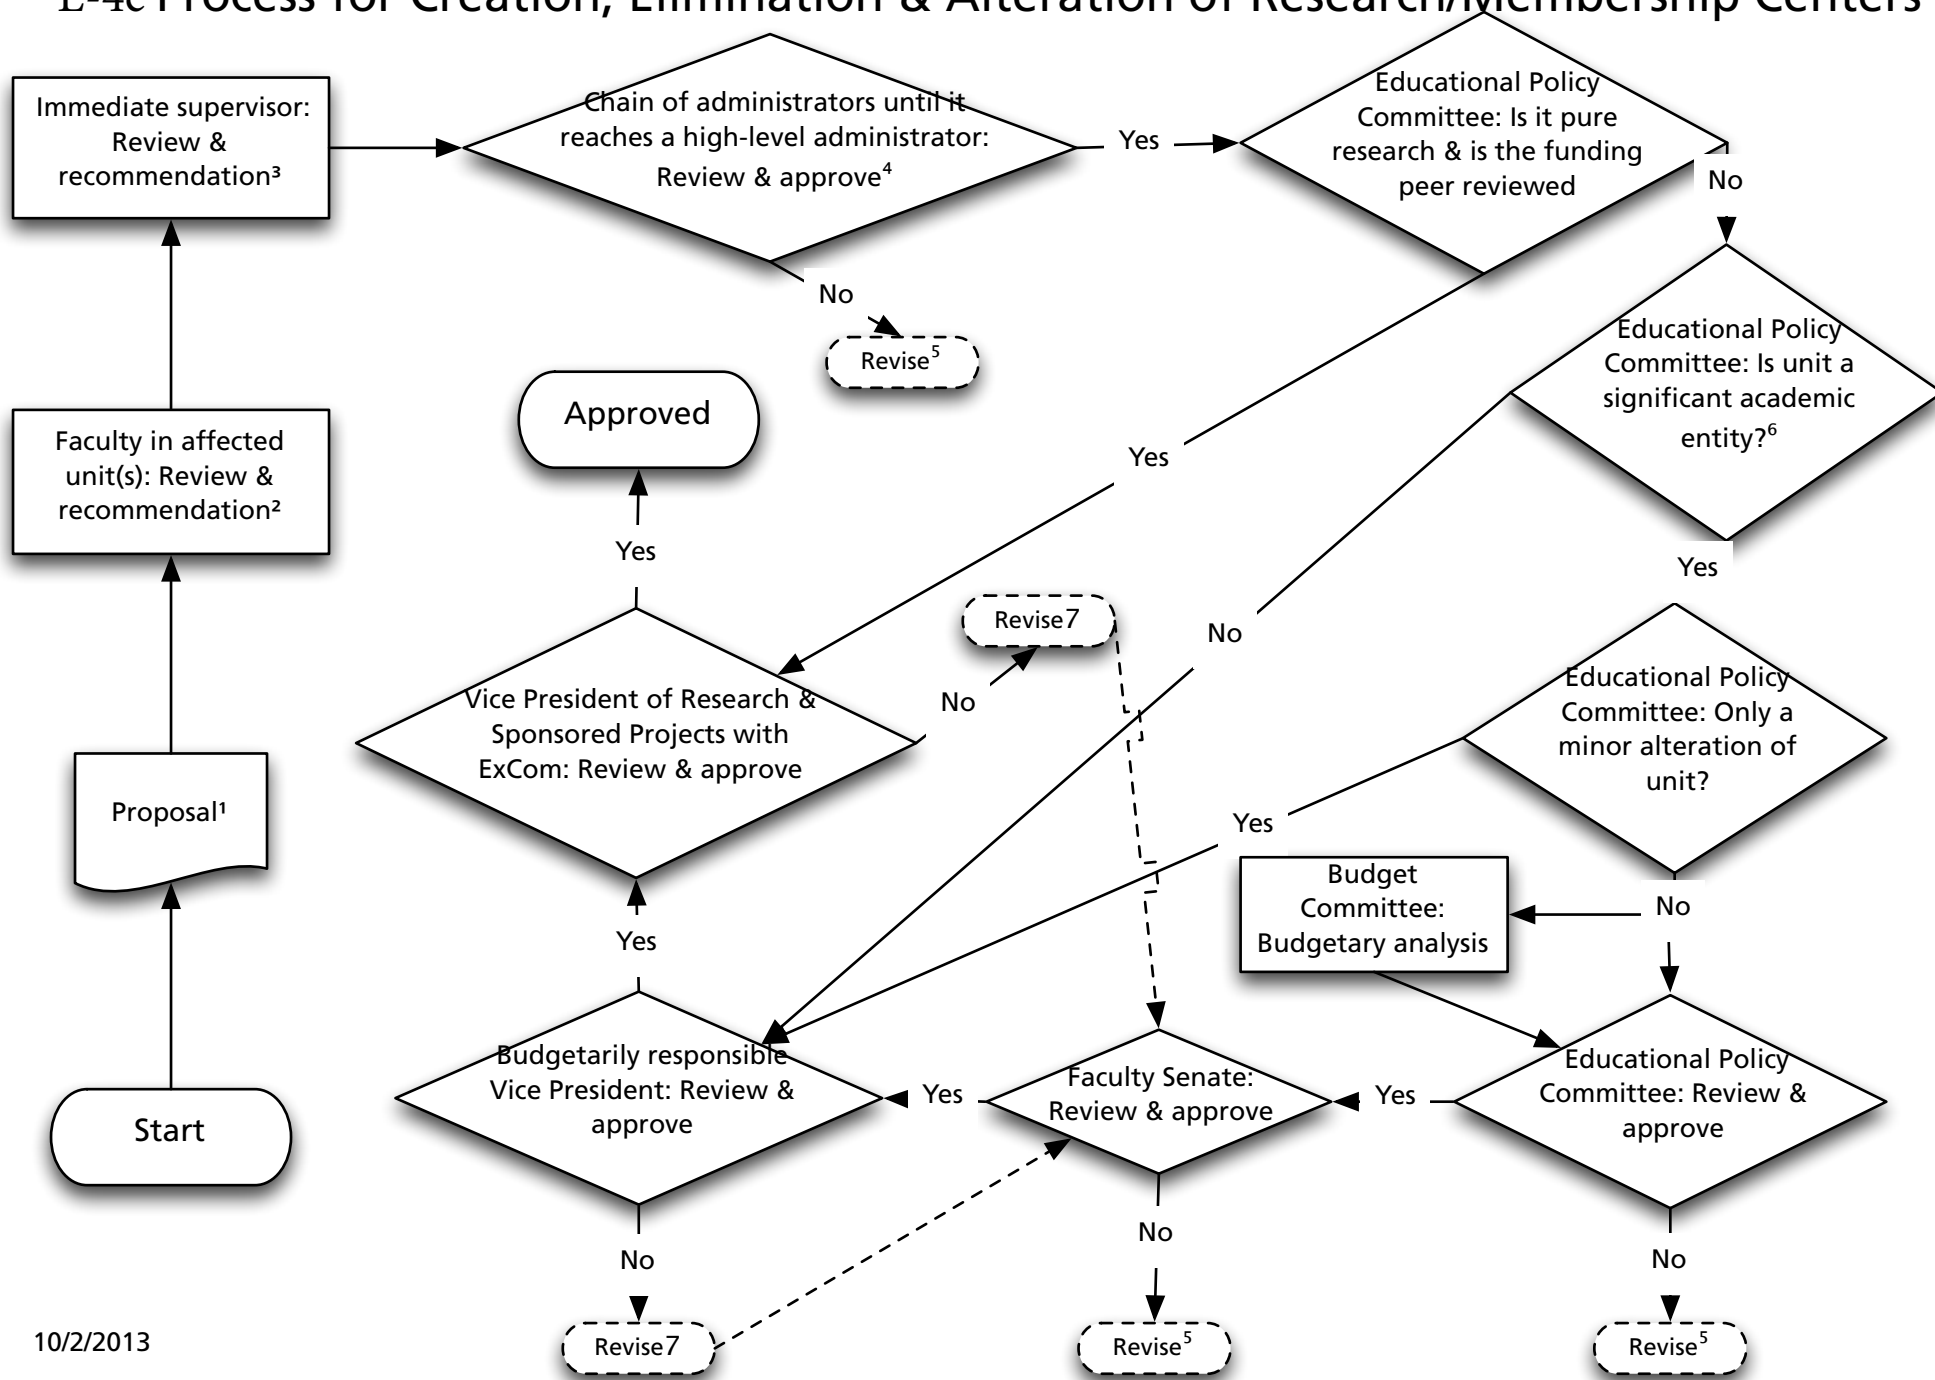 E-4c Process for Creation, Elimination & Alteration of Research/Membership Centers
Immediate supervisor:
Review &
recommendation³
Chain of administrators until it
reaches a high-level administrator:
Review & approve⁴
Yes
Educational Policy
Committee: Is it pure
research & is the funding
peer reviewed
No
No
Revise⁵
Educational Policy
Committee: Is unit a
significant academic
entity?⁶
Approved
Faculty in affected
unit(s): Review &
recommendation²
Yes
Yes
Yes
Revise7
No
Vice President of Research &
Sponsored Projects with
ExCom: Review & approve
No
Educational Policy
Committee: Only a
minor alteration of
unit?
Proposal¹
Yes
Budget
Committee:
Budgetary analysis
No
Yes
Budgetarily responsible
Vice President: Review &
approve
Yes
Faculty Senate:
Review & approve
Yes
Educational Policy
Committee: Review &
approve
Start
No
No
No
Revise7
Revise⁵
Revise⁵
10/2/2013